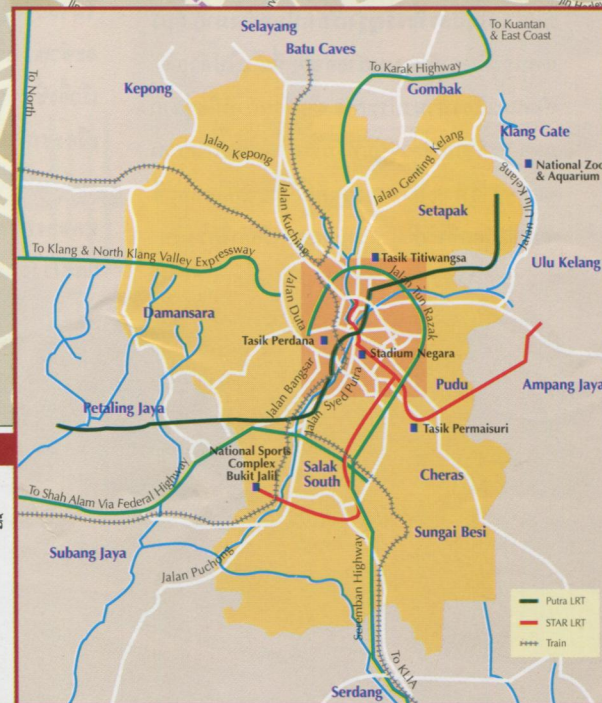 To Kuantan
& East Coast
Selayang
Batu Caves
To Karak Highway
To North
Kepong
Gombak
Klang Gate
Jalan Kepong
Jalan Genting Kelang
National Zoo
& Aquarium
Jalan Kuching
Jalan Ulu Kelang
Setapak
To Klang & North Klang Valley Expressway
Tasik Titiwangsa
Ulu Kelang
Jalan Duta
Jalan Tun Razak
Damansara
Tasik Perdana
Stadium Negara
Jalan Bangsar
Jalan Syed Putra
Pudu
Ampang Jaya
Petaling Jaya
Tasik Permaisuri
National Sports
Complex
Bukit Jalil
Salak
South
Cheras
To Shah Alam Via Federal Highway
Sungai Besi
Subang Jaya
Jalan Puchong
Seremban Highway
Putra LRT
STAR LRT
Train
To KLIA
Serdang